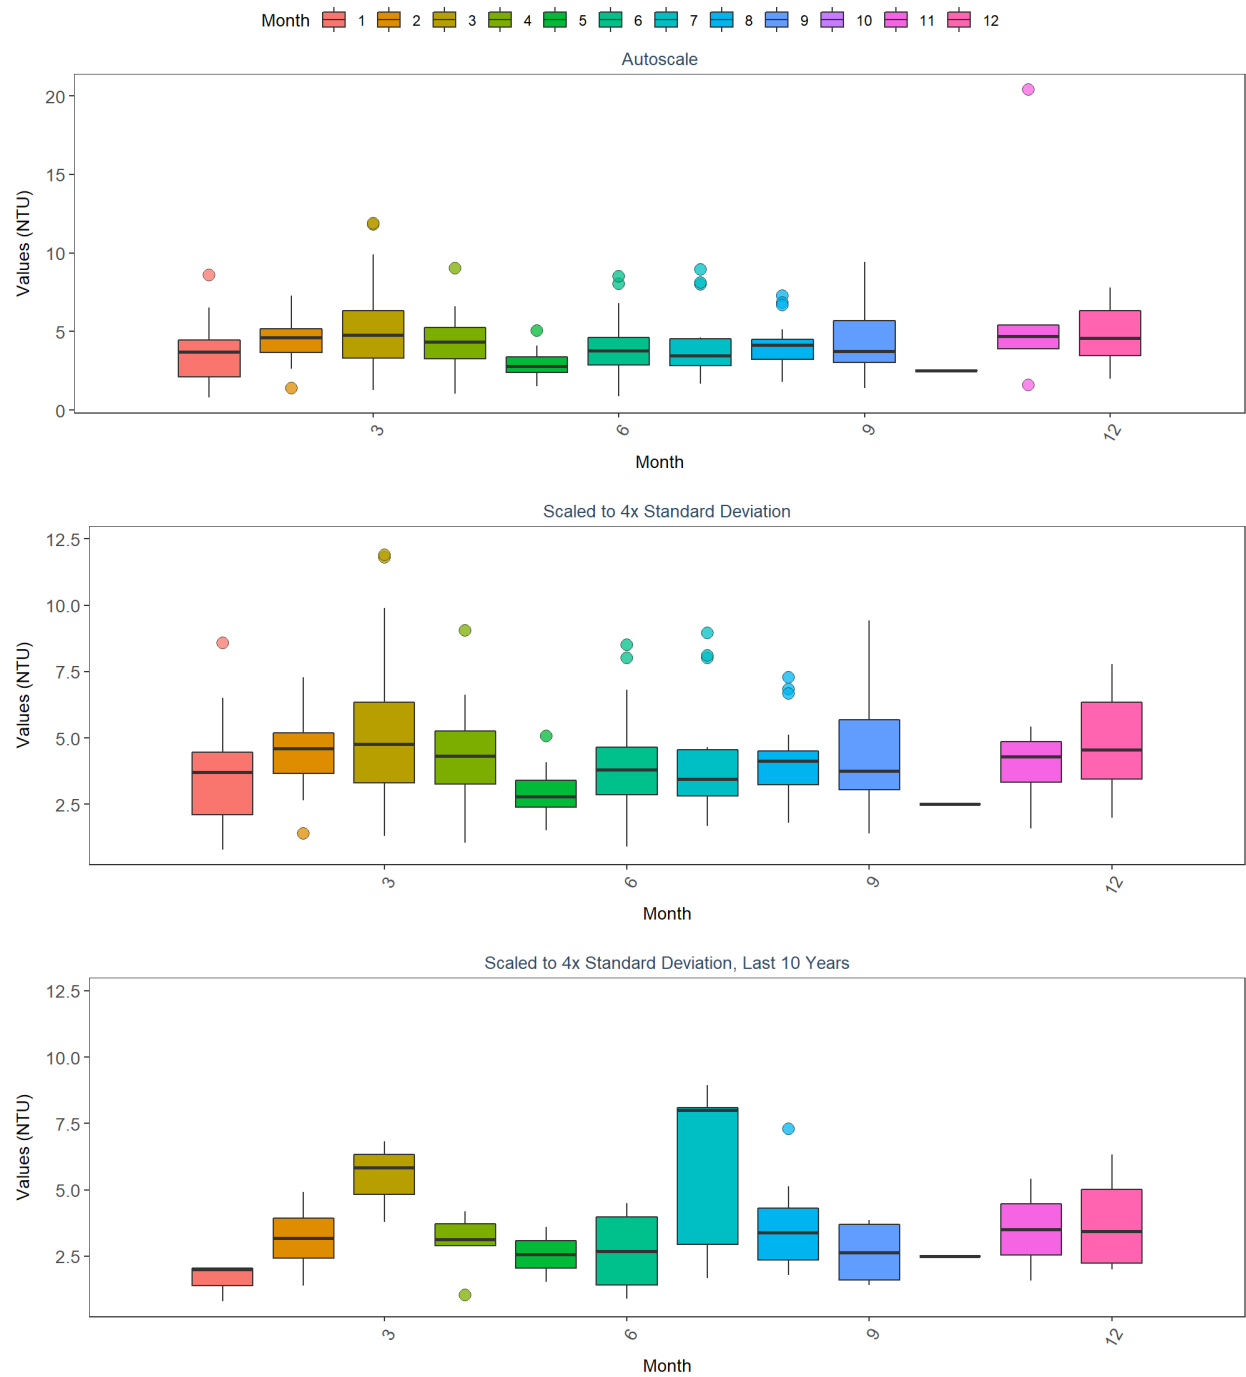 Month 1 2 3 4 5 6 7 8 9 10 11 12
Autoscale
Values (NTU)
20
15
10
5
0
3 6 9 12
Month
Scaled to 4x Standard Deviation
Values (NTU)
12.5
10.0
7.5
5.0
2.5
3 6 9 12
Month
Scaled to 4x Standard Deviation, Last 10 Years
Values (NTU)
12.5
10.0
7.5
5.0
2.5
3 6 9 12
Month